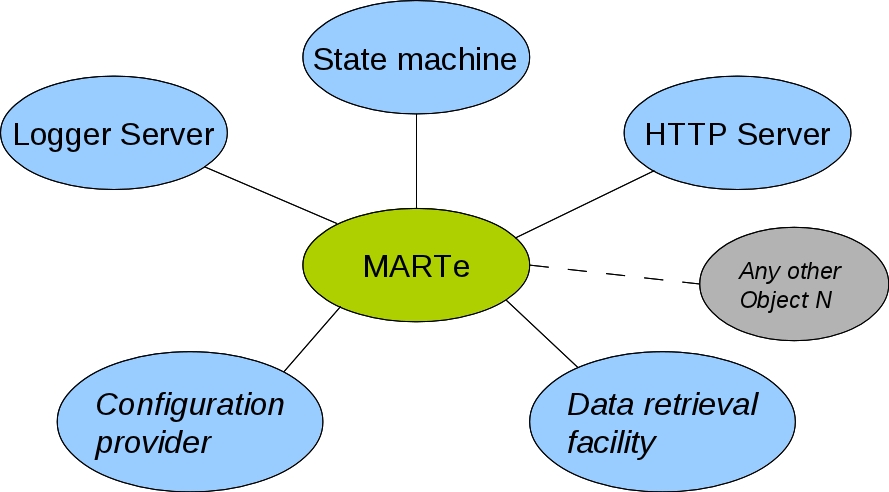 State machine
Logger Server
HTTP Server
MARTe
Any other
Object N
Configuration
provider
Data retrieval
facility